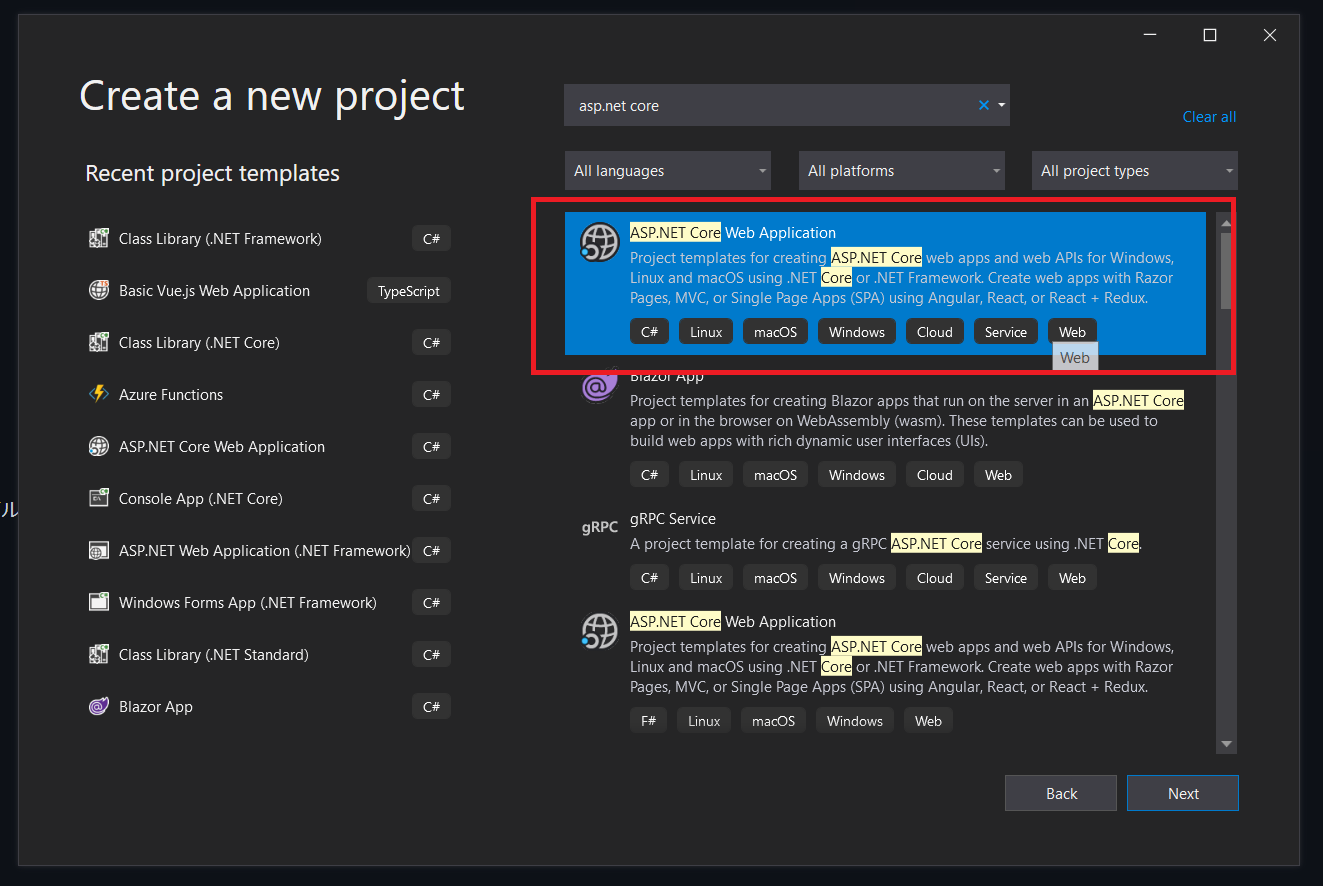 Create a new project
asp.net core
Clear all
All languages
All platforms
All project types
Recent project templates
Class Library (.NET Framework)
C#
Basic Vue.js Web Application
TypeScript
Class Library (.NET Core)
C#
Azure Functions
C#
ASP.NET Core Web Application
C#
Console App (.NET Core)
C#
ASP.NET Web Application (.NET Framework)
C#
Windows Forms App (.NET Framework)
C#
Class Library (.NET Standard)
C#
Blazor App
C#
ASP.NET Core Web Application
Project templates for creating ASP.NET Core web apps and web APIs for Windows,
Linux and macOS using .NET Core or .NET Framework. Create web apps with Razor
Pages, MVC, or Single Page Apps (SPA) using Angular, React, or React + Redux.
C# Linux macOS Windows Cloud Service Web
Web
Blazor App
Project templates for creating Blazor apps that run on the server in an ASP.NET Core
app or in the browser on WebAssembly (wasm). These templates can be used to
build web apps with rich dynamic user interfaces (UIs).
C# Linux macOS Windows Cloud Web
gRPC
gRPC Service
A project template for creating a gRPC ASP.NET Core service using .NET Core.
C# Linux macOS Windows Cloud Service Web
ASP.NET Core Web Application
Project templates for creating ASP.NET Core web apps and web APIs for Windows,
Linux and macOS using .NET Core or .NET Framework. Create web apps with Razor
Pages, MVC, or Single Page Apps (SPA) using Angular, React, or React + Redux.
F# Linux macOS Windows Web
ル
Back
Next